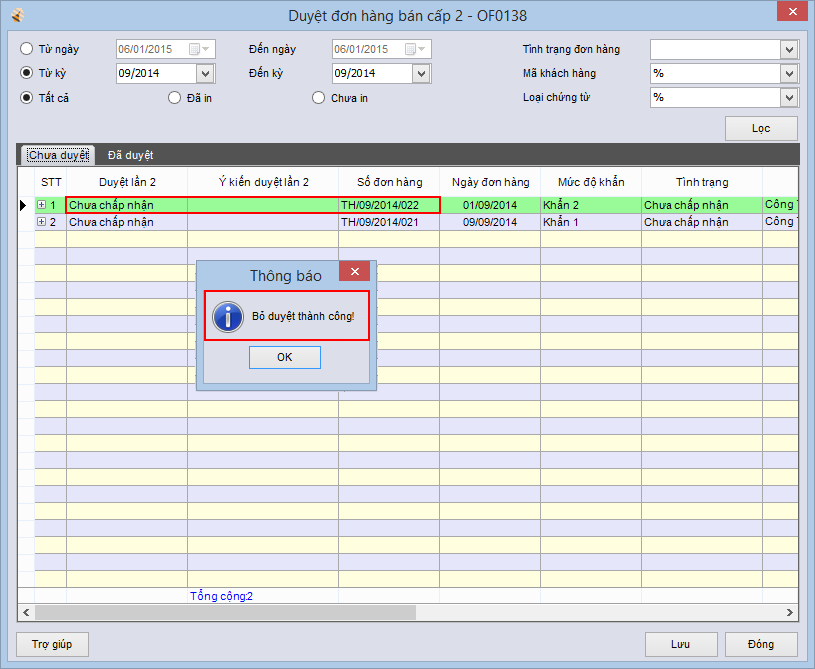 Duyệt đơn hàng bán cấp 2 - OF0138
Từ ngày 06/01/2015 Đến ngày 06/01/2015 Tình trạng đơn hàng
Từ kỳ 09/2014 Đến kỳ 09/2014 Mã khách hàng %
Tất cả Đã in Chưa in Loại chứng từ %
Lọc
Chưa duyệt Đã duyệt
STT Duyệt lần 2 Ý kiến duyệt lần 2 Số đơn hàng Ngày đơn hàng Mức độ khẩn Tình trạng
1 Chưa chấp nhận TH/09/2014/022 01/09/2014 Khẩn 2 Chưa chấp nhận Công
2 Chưa chấp nhận TH/09/2014/021 09/09/2014 Khẩn 1 Chưa chấp nhận Công
Thông báo
Bỏ duyệt thành công!
OK
Tổng cộng:2
Trợ giúp Lưu Đóng